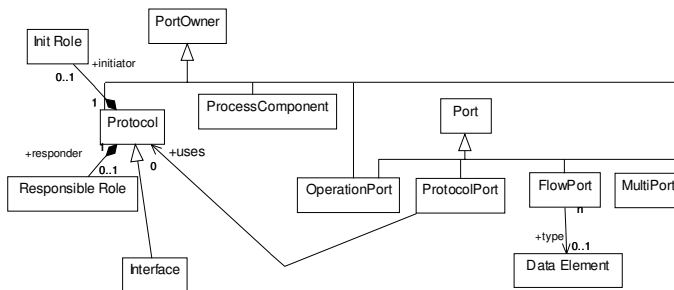 PortOwner
Init Role
+initiator
0..1
1
ProcessComponent
Port
Protocol
1
+responder
0..1
0
+uses
Responsible Role
OperationPort
ProtocolPort
FlowPort
MultiPort
n
+type
0..1
Interface
Data Element